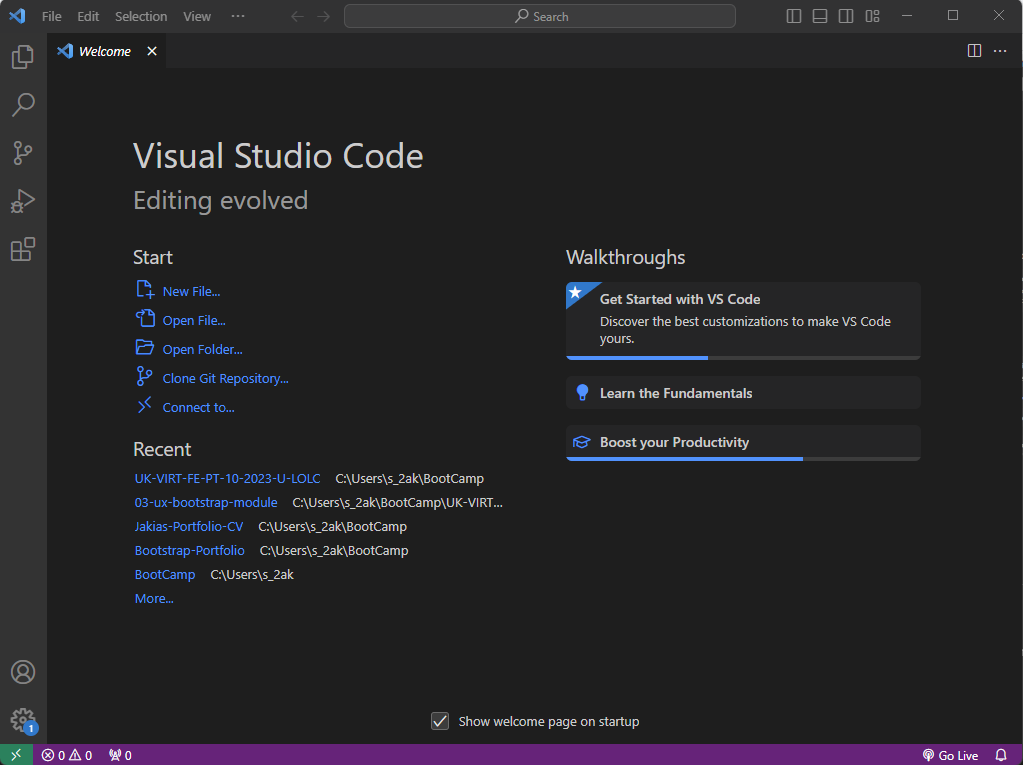 File Edit Selection View ··· Search
Welcome
Visual Studio Code
Editing evolved
Start
New File...
Open File...
Open Folder...
Clone Git Repository...
Connect to...
Recent
UK-VIRT-FE-PT-10-2023-U-LOLC C:\Users\s_2ak\BootCamp
03-ux-bootstrap-module C:\Users\s_2ak\BootCamp\UK-VIRT...
Jakias-Portfolio-CV C:\Users\s_2ak\BootCamp
Bootstrap-Portfolio C:\Users\s_2ak\BootCamp
BootCamp C:\Users\s_2ak
More...
Walkthroughs
Get Started with VS Code
Discover the best customizations to make VS Code
yours.
Learn the Fundamentals
Boost your Productivity
Show welcome page on startup
1
0 0 0 Go Live